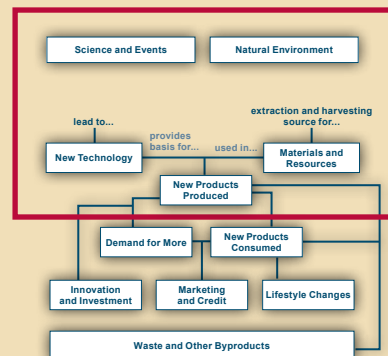 Science and Events
Natural Environment
lead to...
extraction and harvesting
source for...
provides
basis for...
used in...
New Technology
Materials and
Resources
New Products
Produced
Demand for More
New Products
Consumed
Innovation
and Investment
Marketing
and Credit
Lifestyle Changes
Waste and Other Byproducts